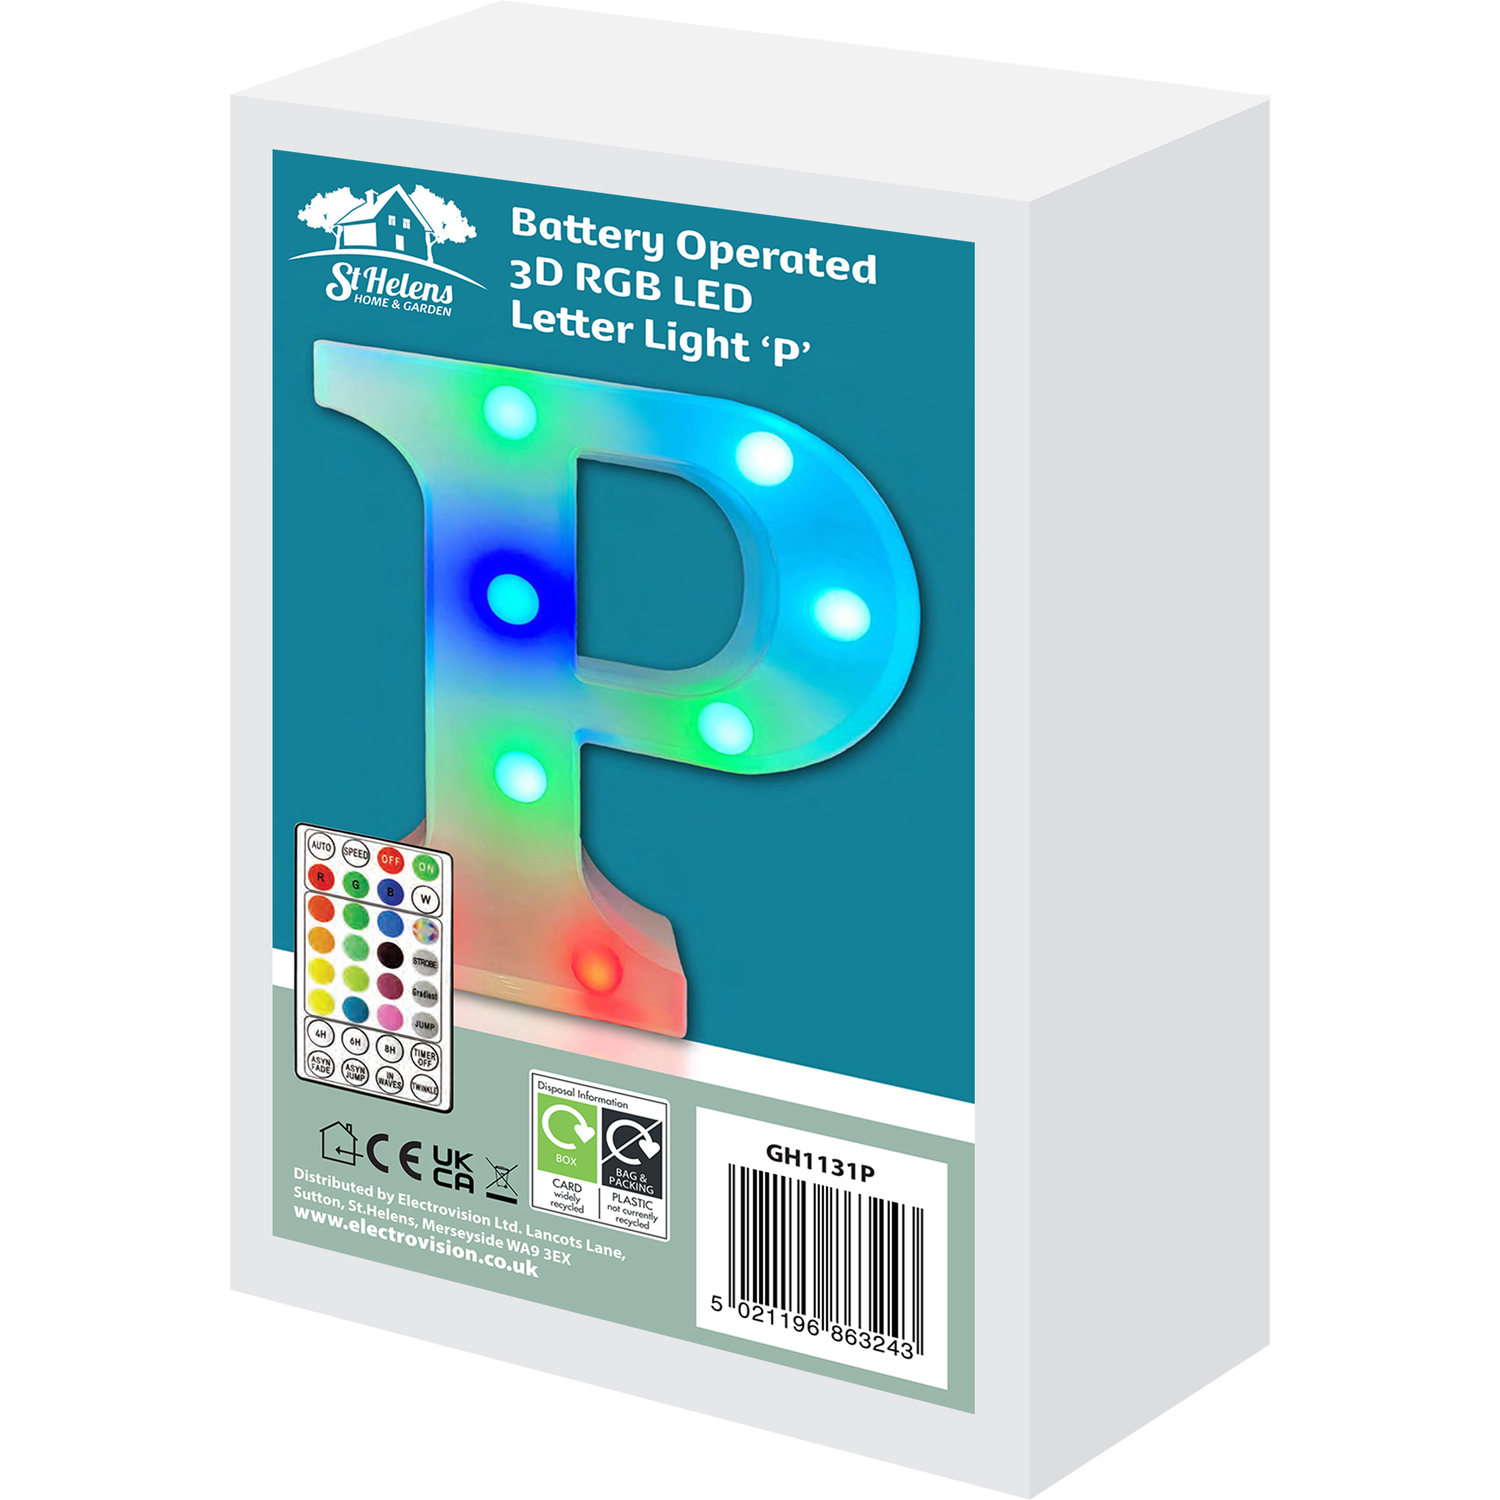 St Helens
HOME & GARDEN
Battery Operated
3D RGB LED
Letter Light ‘P’
AUTO SPEED OFF ON
R G B W
STROBE
Gradient
JUMP
4H 6H 8H TIMER OFF
ASYN FADE ASYN JUMP IN WAVES TWINKLE
CE UK CA
Distributed by Electrovision Ltd. Lancots Lane,
Sutton, St.Helens, Merseyside WA9 3EX
www.electrovision.co.uk
Disposal Information
BOX
BAG &
PACKING
CARD
widely
recycled
PLASTIC
not currently
recycled
GH1131P
5 021196 863243